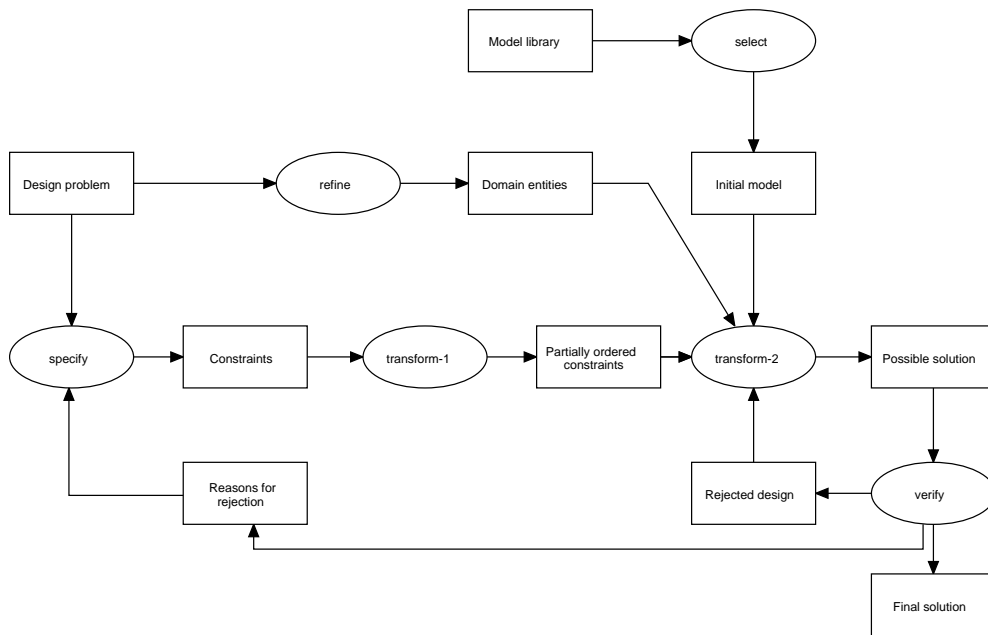 Model library
select
Design problem
refine
Domain entities
Initial model
specify
Constraints
transform-1
Partially ordered
constraints
transform-2
Possible solution
Reasons for
rejection
Rejected design
verify
Final solution